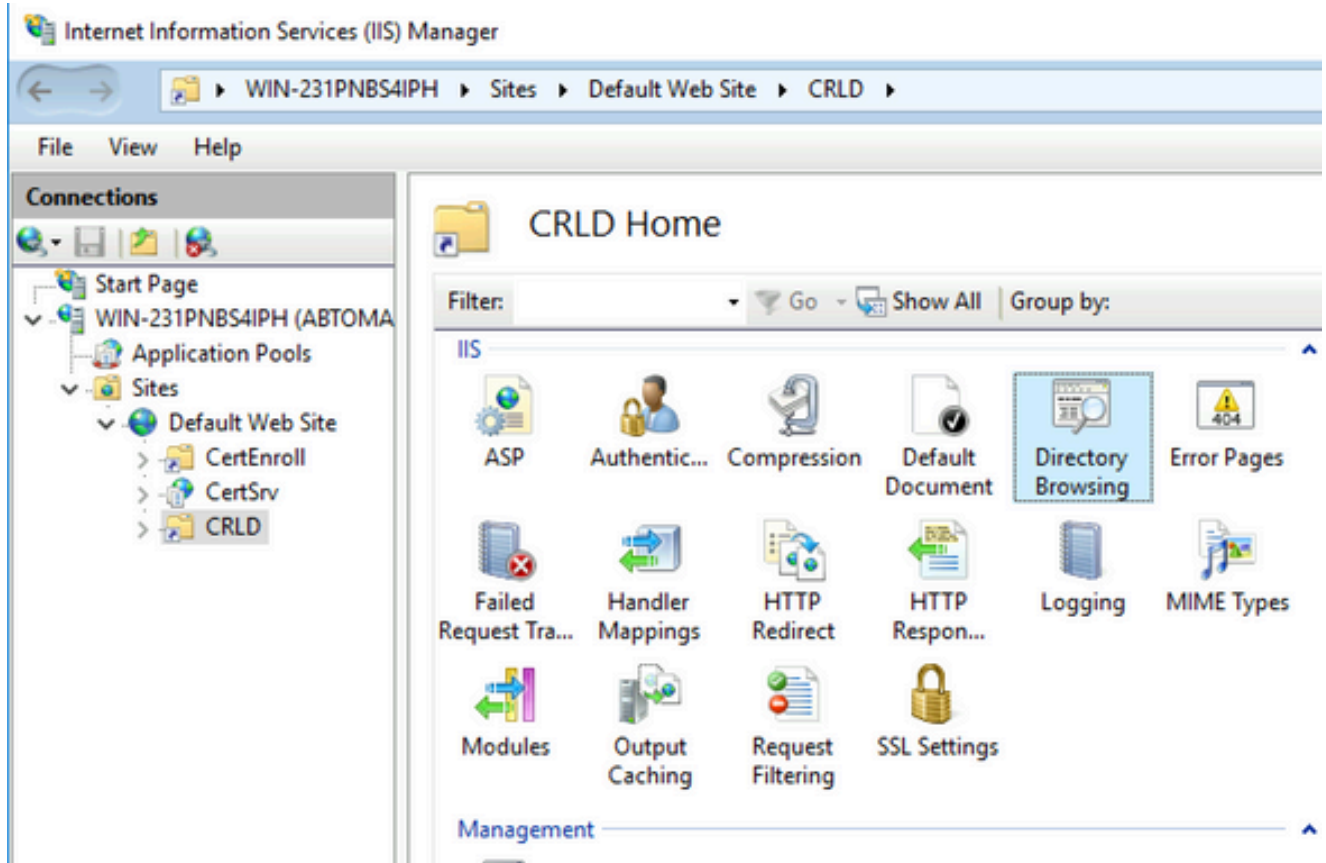 Internet Information Services (IIS) Manager
WIN-231PNBS4IPH Sites Default Web Site CRLD
File View Help
Connections
Start Page
WIN-231PNBS4IPH (ABTOMA
Application Pools
Sites
Default Web Site
CertEnroll
CertSrv
CRLD
CRLD Home
Filter: Go Show All Group by:
IIS
ASP Authentic... Compression Default Document Directory Browsing Error Pages
404
Failed Request Tra... Handler Mappings HTTP Redirect HTTP Respon... Logging MIME Types
Modules Output Caching Request Filtering SSL Settings
Management